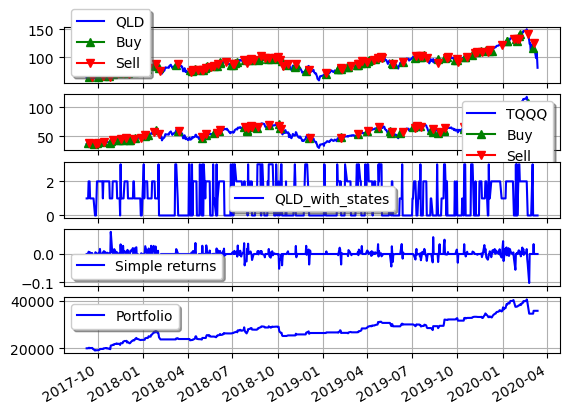 150
100
QLD
Buy
Sell
100
50
TQQQ
Buy
Sell
2
0
QLD_with_states
0.0
−0.1
Simple returns
40000
20000
Portfolio
2017-10 2018-01 2018-04 2018-07 2018-10 2019-01 2019-04 2019-07 2019-10 2020-01 2020-04